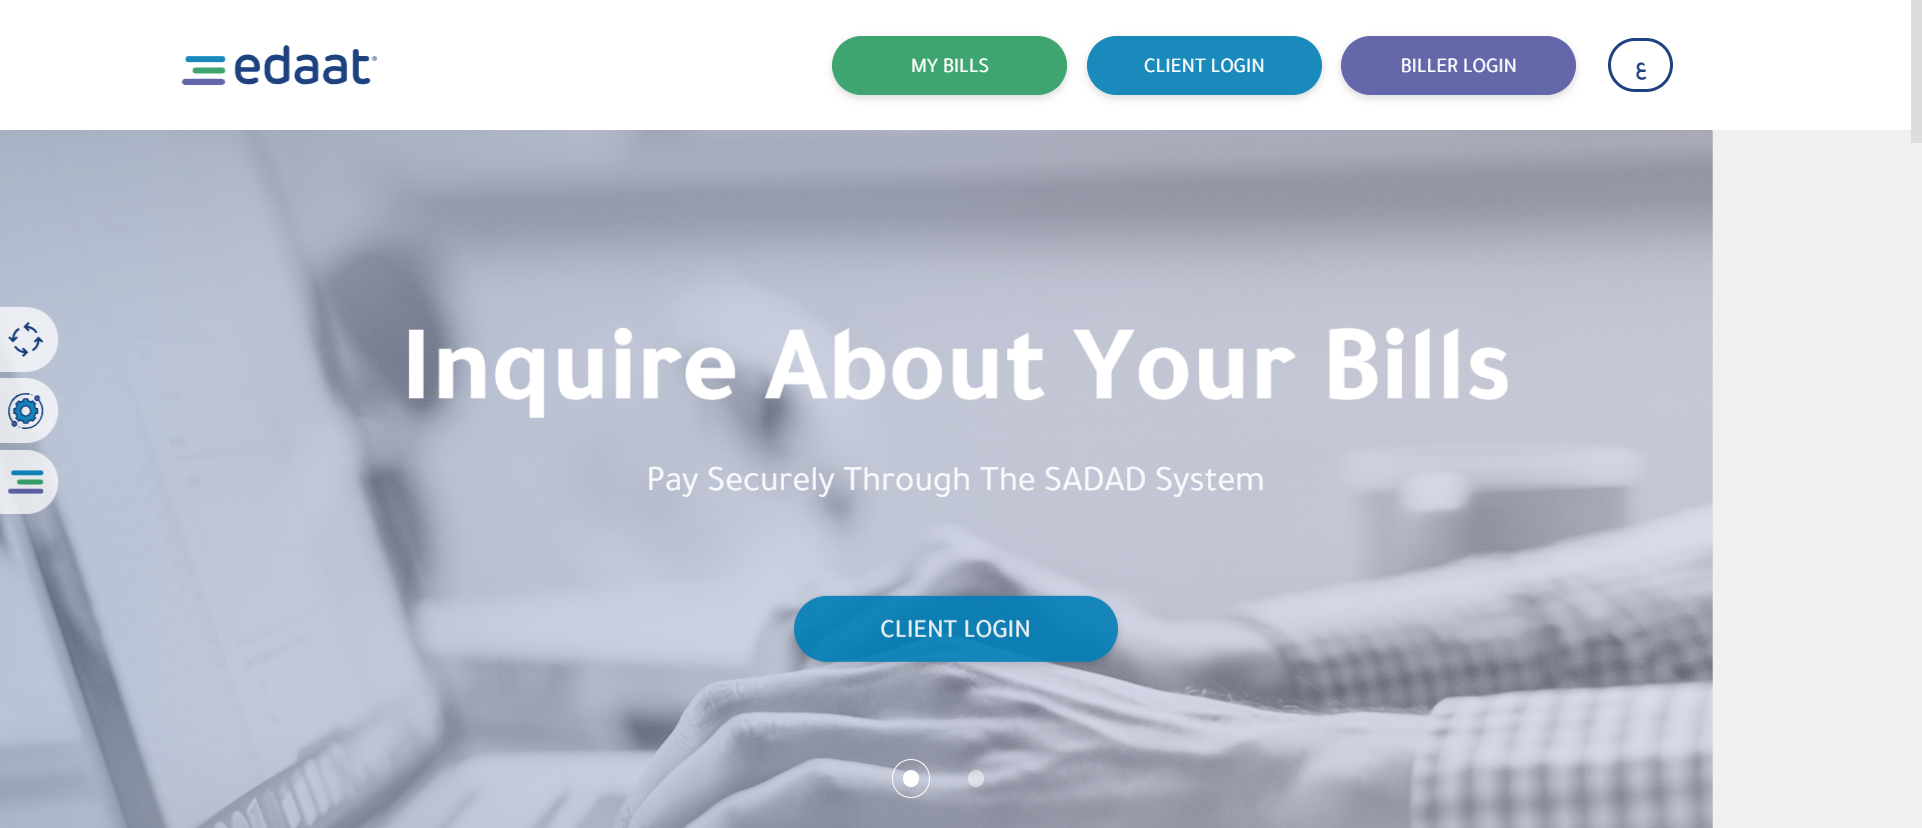 edaat®
MY BILLS
CLIENT LOGIN
BILLER LOGIN
ع
Inquire About Your Bills
Pay Securely Through The SADAD System
CLIENT LOGIN